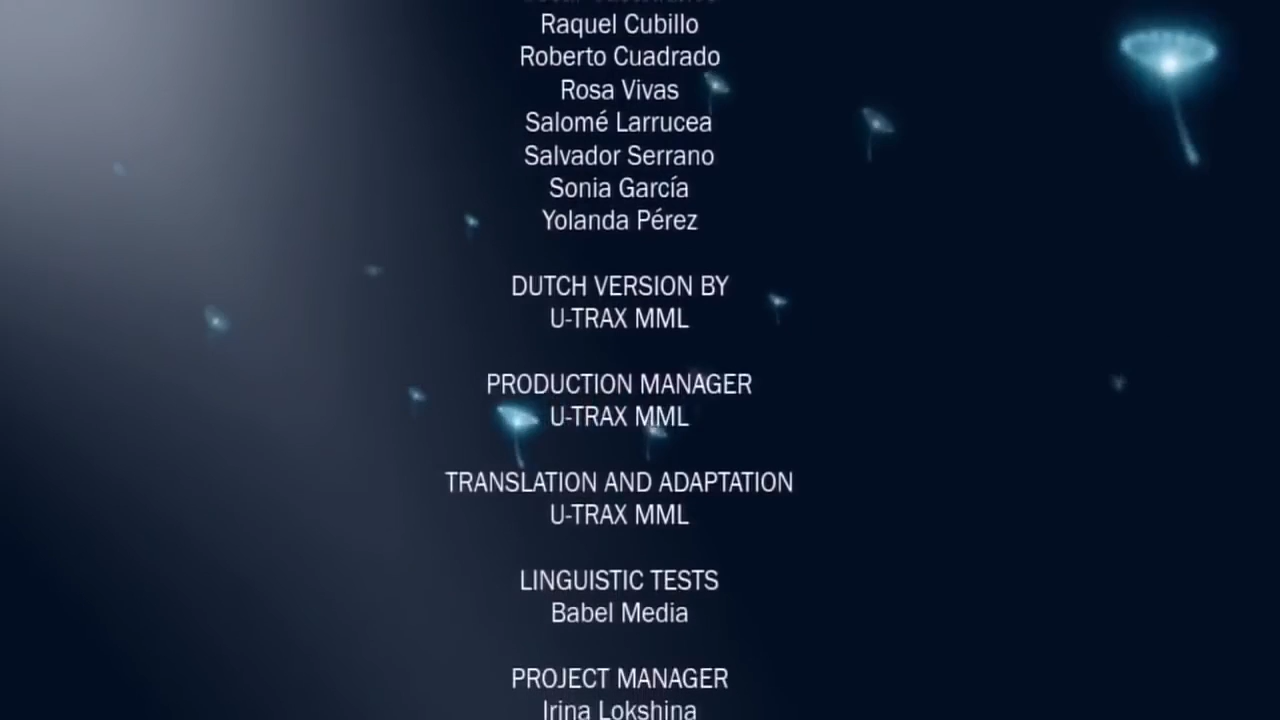 Raquel Cubillo
Roberto Cuadrado
Rosa Vivas
Salomé Larrucea
Salvador Serrano
Sonia García
Yolanda Pérez
DUTCH VERSION BY
U-TRAX MML
PRODUCTION MANAGER
U-TRAX MML
TRANSLATION AND ADAPTATION
U-TRAX MML
LINGUISTIC TESTS
Babel Media
PROJECT MANAGER
Irina Lokshina